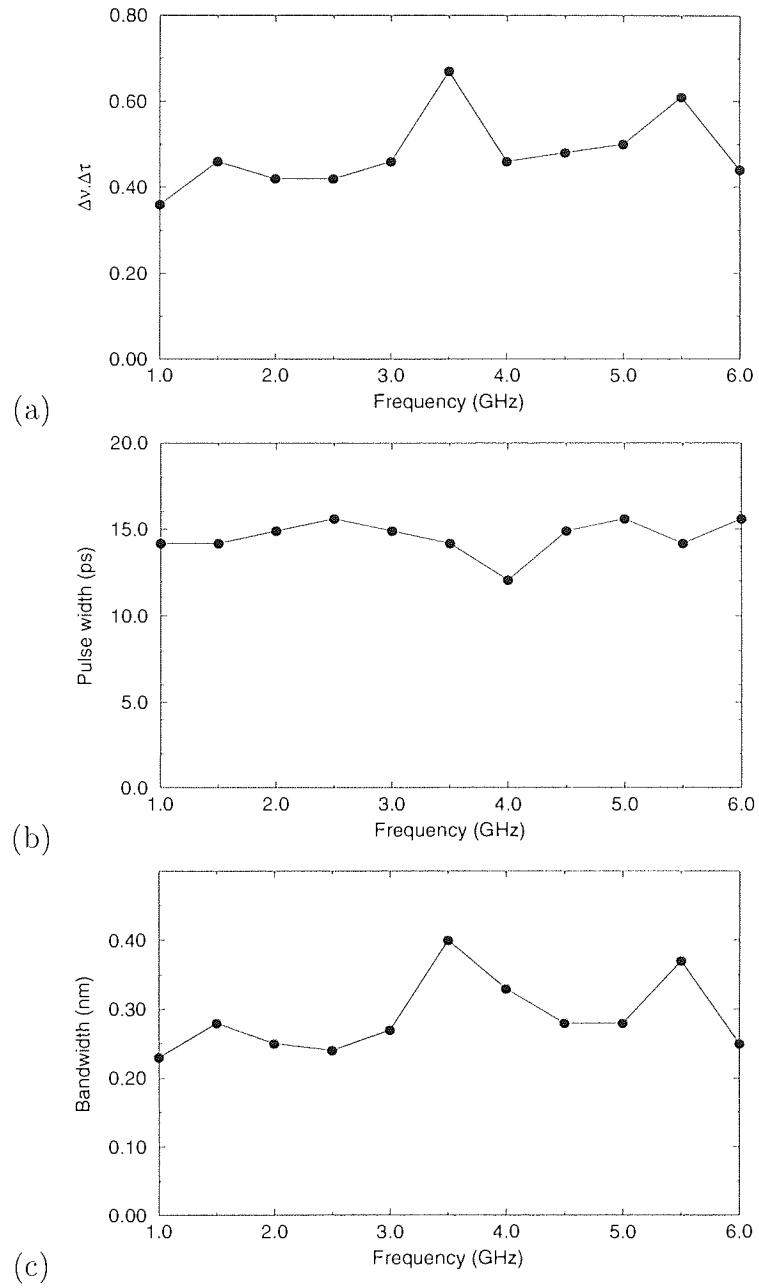 0.80
0.60
Δν.Δτ
0.40
0.20
0.00
1.0 2.0 3.0 4.0 5.0 6.0
Frequency (GHz)
(a)
20.0
15.0
Pulse width (ps)
10.0
5.0
0.0
1.0 2.0 3.0 4.0 5.0 6.0
Frequency (GHz)
(b)
0.40
Bandwidth (nm)
0.30
0.20
0.10
0.00
1.0 2.0 3.0 4.0 5.0 6.0
Frequency (GHz)
(c)